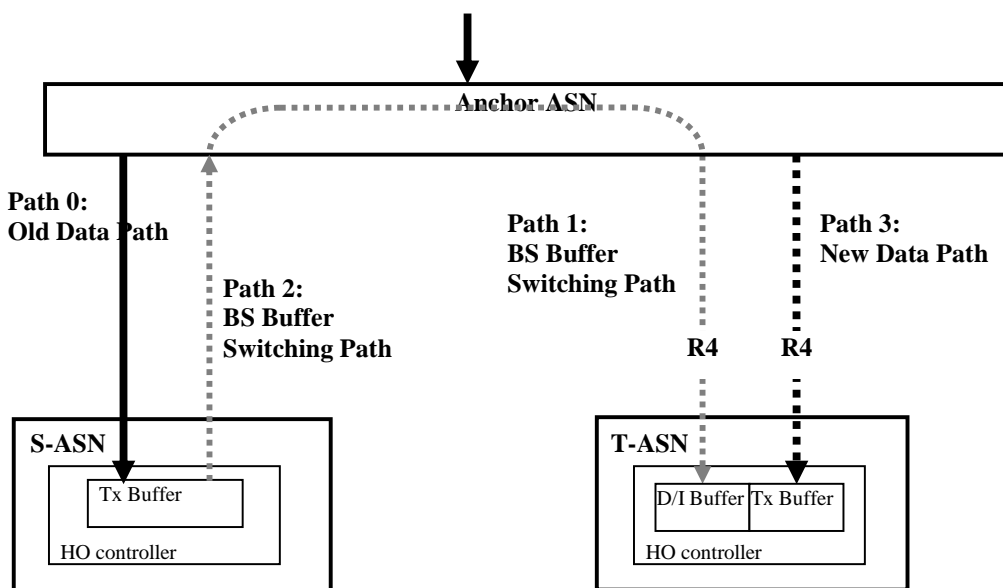 Anchor ASN
Path 0:
Old Data Path
Path 2:
BS Buffer
Switching Path
Path 1:
BS Buffer
Switching Path
Path 3:
New Data Path
R4
R4
S-ASN
Tx Buffer
HO controller
T-ASN
D/I Buffer
Tx Buffer
HO controller